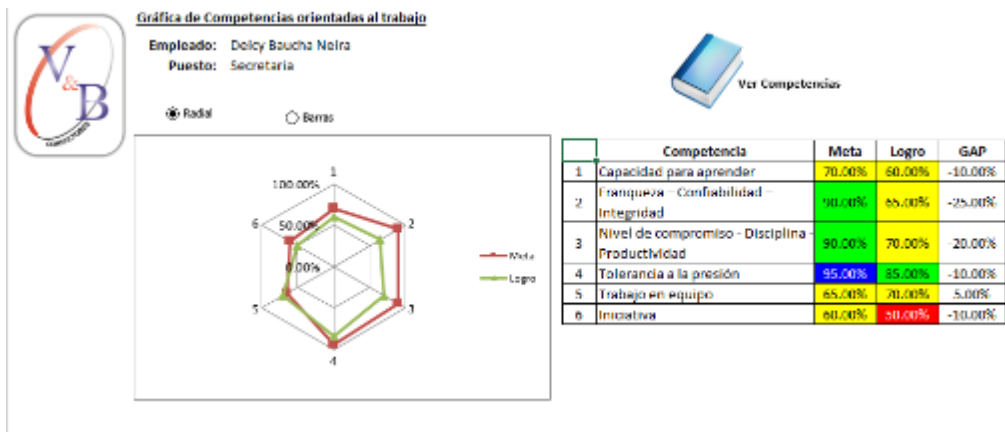 Gráfica de Competencias orientadas al trabajo
V&B
CONSULTORES
Empleado: Deicy Baucha Neira
Puesto: Secretaria
Ver Competencias
Radial
Barras
1
100.00%
6
50.00%
2
0.00%
5
3
4
Meta
Logro
Competencia Meta Logro GAP
1 Capacidad para aprender 70.00% 60.00% -10.00%
2 Franqueza – Confiabilidad – Integridad 90.00% 65.00% -25.00%
3 Nivel de compromiso - Disciplina - Productividad 90.00% 70.00% -20.00%
4 Tolerancia a la presión 95.00% 85.00% -10.00%
5 Trabajo en equipo 65.00% 70.00% 5.00%
6 Iniciativa 60.00% 50.00% -10.00%